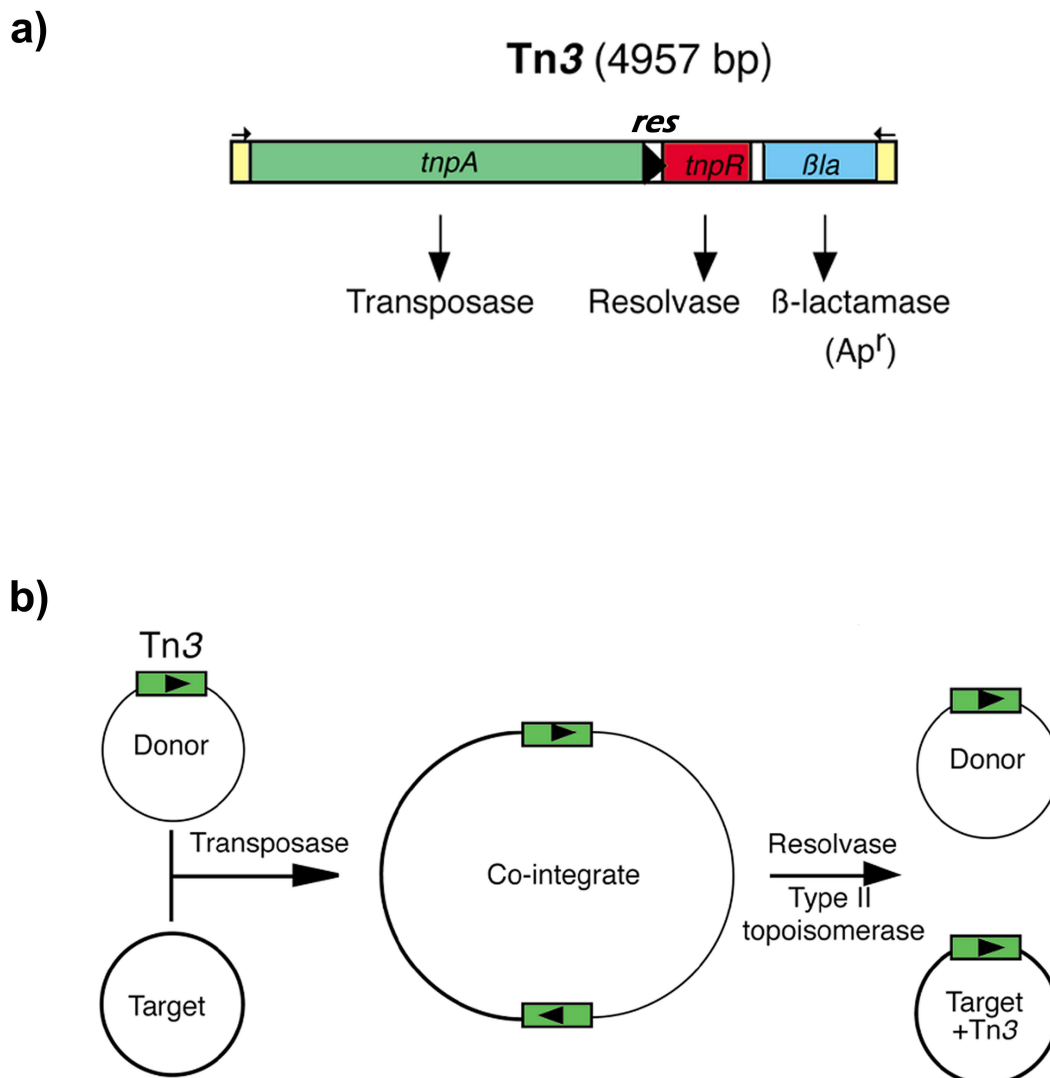 a)
Tn3 (4957 bp)
res
tnpA
tnpR
ßla
Transposase
Resolvase
ß-lactamase
(Apʳ)
b)
Tn3
Donor
Transposase
Target
Co-integrate
Resolvase
Type II
topoisomerase
Donor
Target
+Tn3